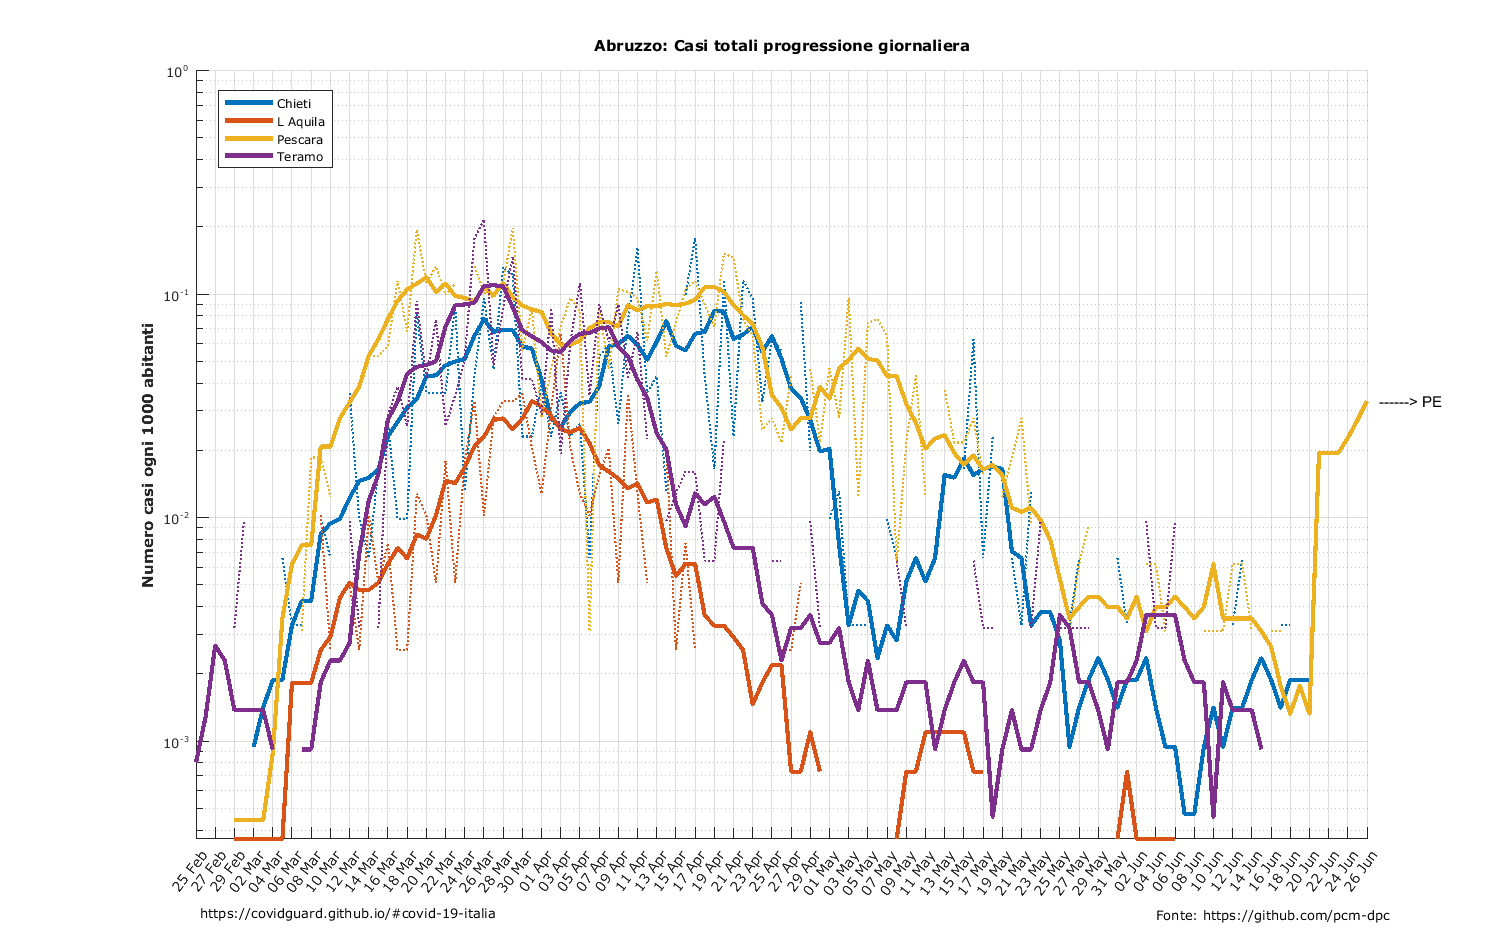 Abruzzo: Casi totali progressione giornaliera
10⁰
10⁻¹
10⁻²
10⁻³
Numero casi ogni 1000 abitanti
Chieti
L Aquila
Pescara
Teramo
------> PE
25 Feb
27 Feb
29 Feb
02 Mar
04 Mar
06 Mar
08 Mar
10 Mar
12 Mar
14 Mar
16 Mar
18 Mar
20 Mar
22 Mar
24 Mar
26 Mar
28 Mar
30 Mar
01 Apr
03 Apr
05 Apr
07 Apr
09 Apr
11 Apr
13 Apr
15 Apr
17 Apr
19 Apr
21 Apr
23 Apr
25 Apr
27 Apr
29 Apr
01 May
03 May
05 May
07 May
09 May
11 May
13 May
15 May
17 May
19 May
21 May
23 May
25 May
27 May
29 May
31 May
02 Jun
04 Jun
06 Jun
08 Jun
10 Jun
12 Jun
14 Jun
16 Jun
18 Jun
20 Jun
22 Jun
24 Jun
26 Jun
https://covidguard.github.io/#covid-19-italia
Fonte: https://github.com/pcm-dpc